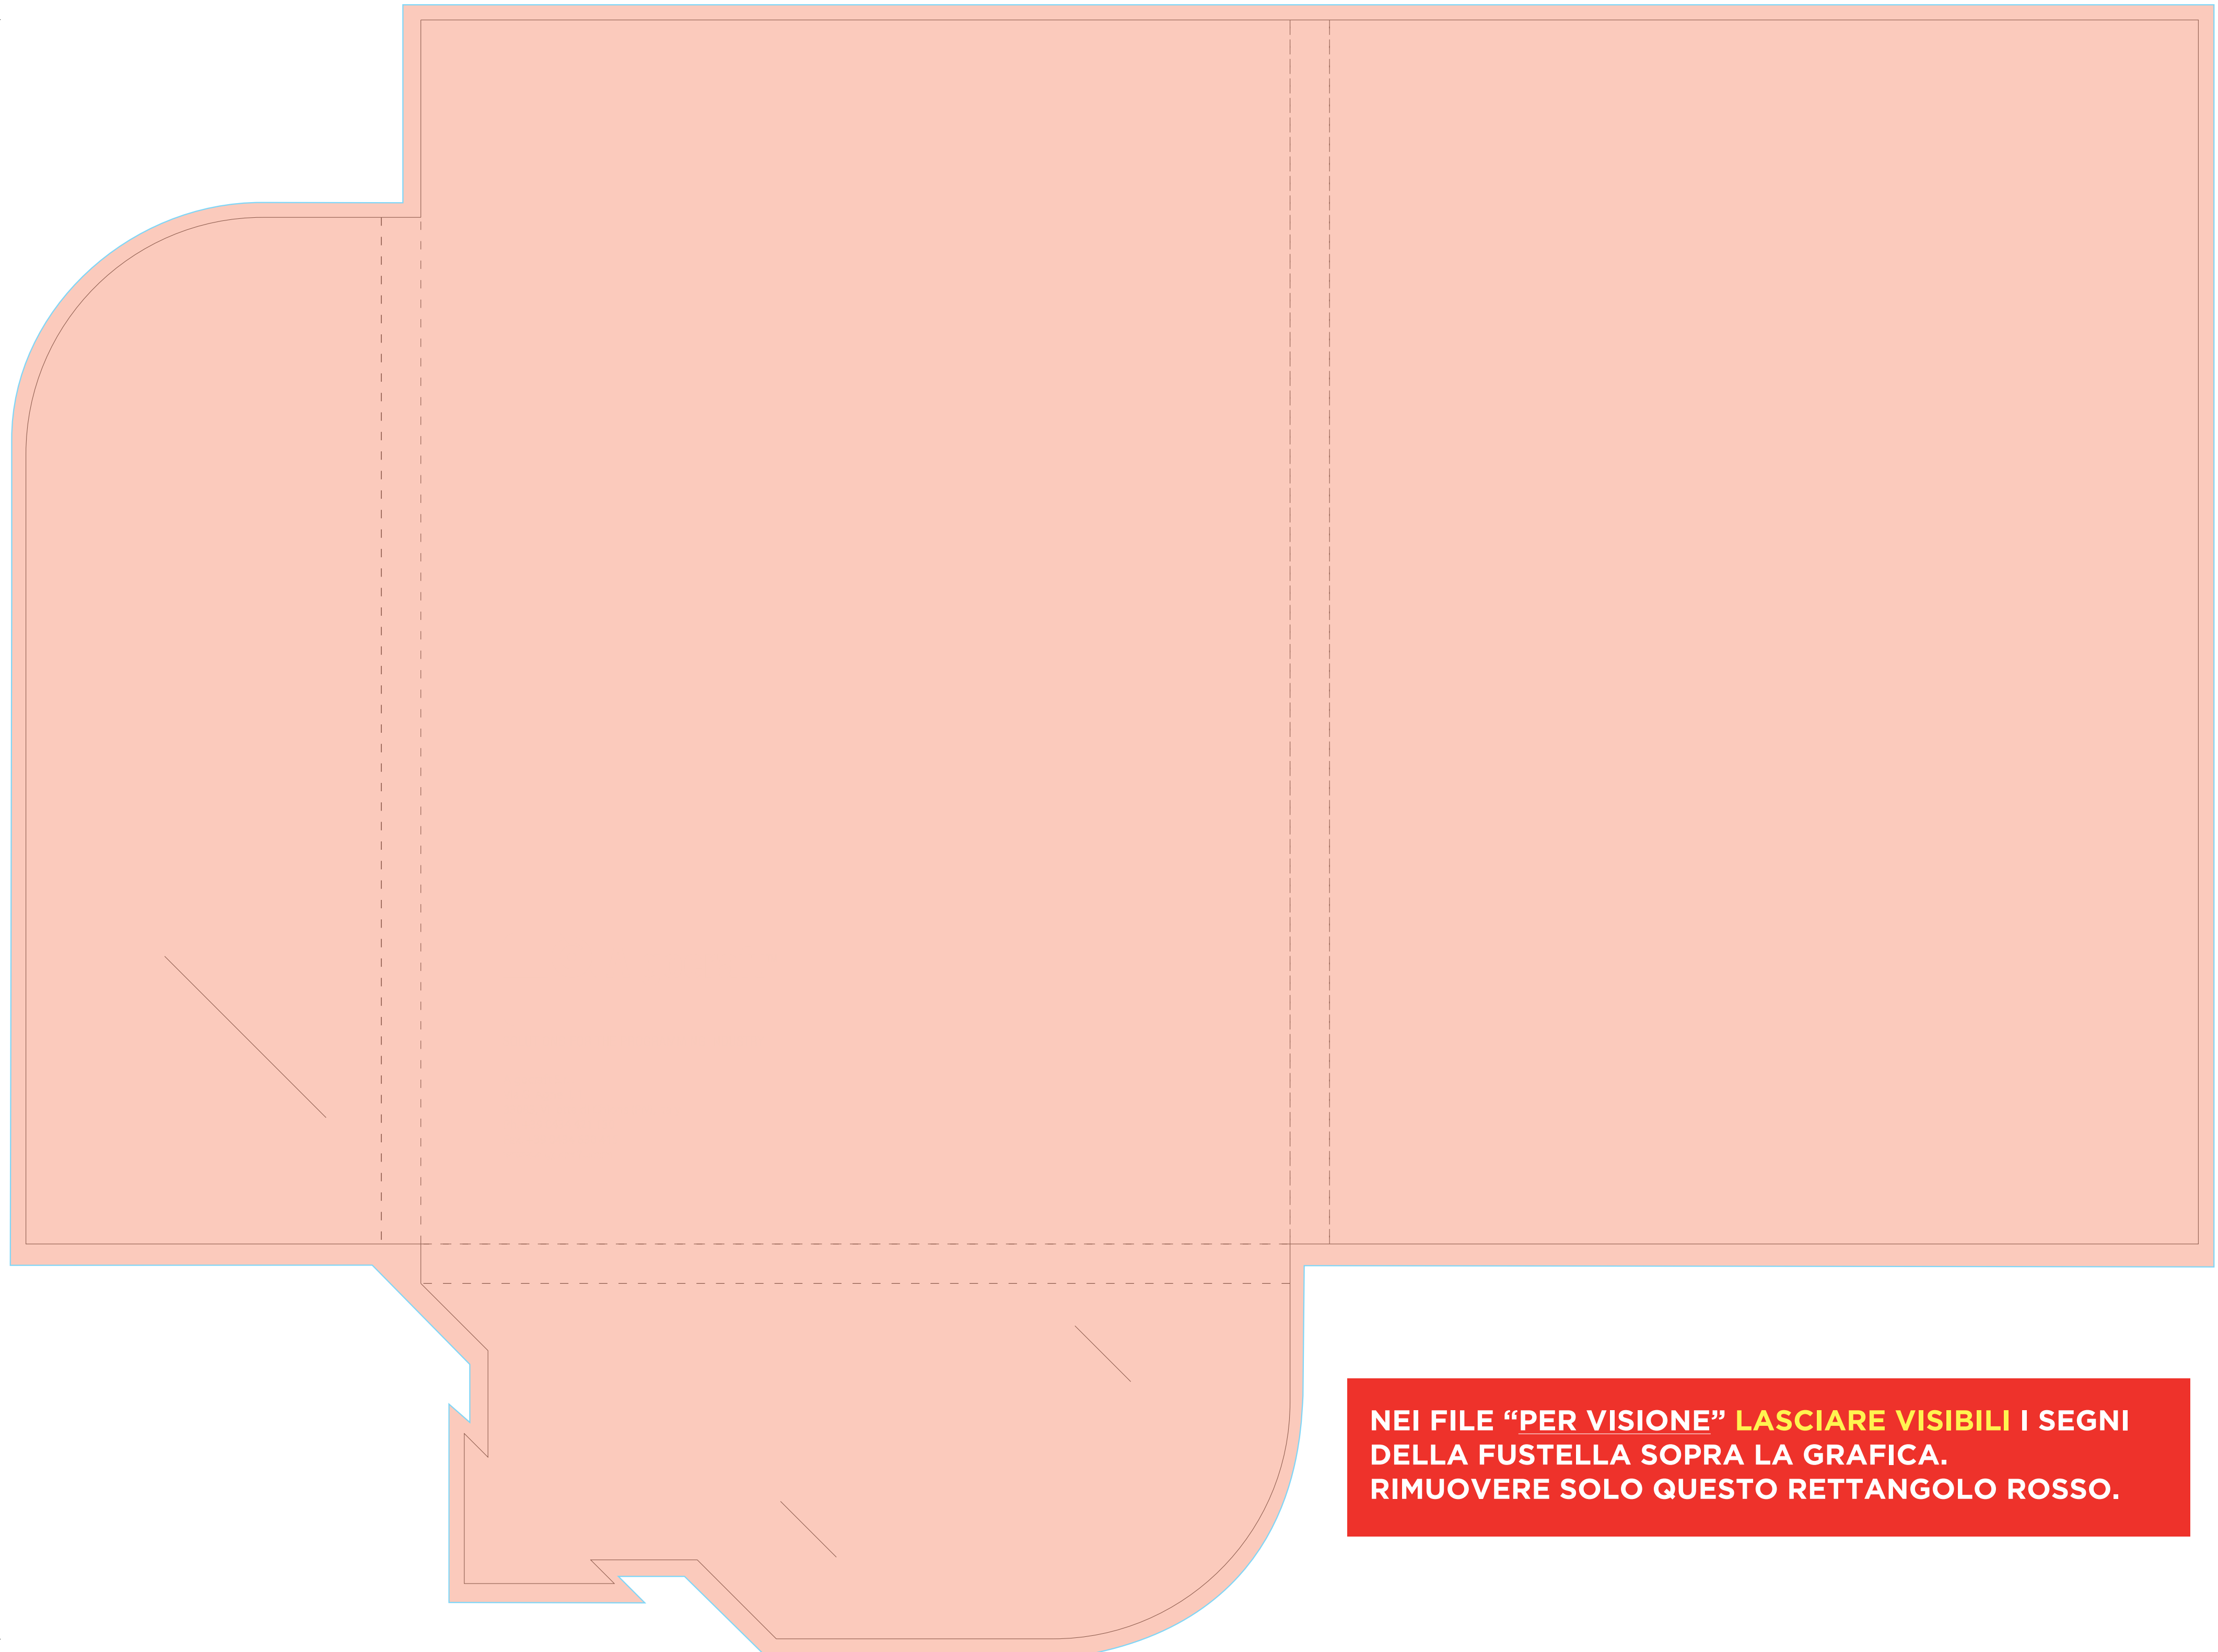 NEI FILE “PER VISIONE” LASCIARE VISIBILI I SEGNI
DELLA FUSTELLA SOPRA LA GRAFICA.
RIMUOVERE SOLO QUESTO RETTANGOLO ROSSO.